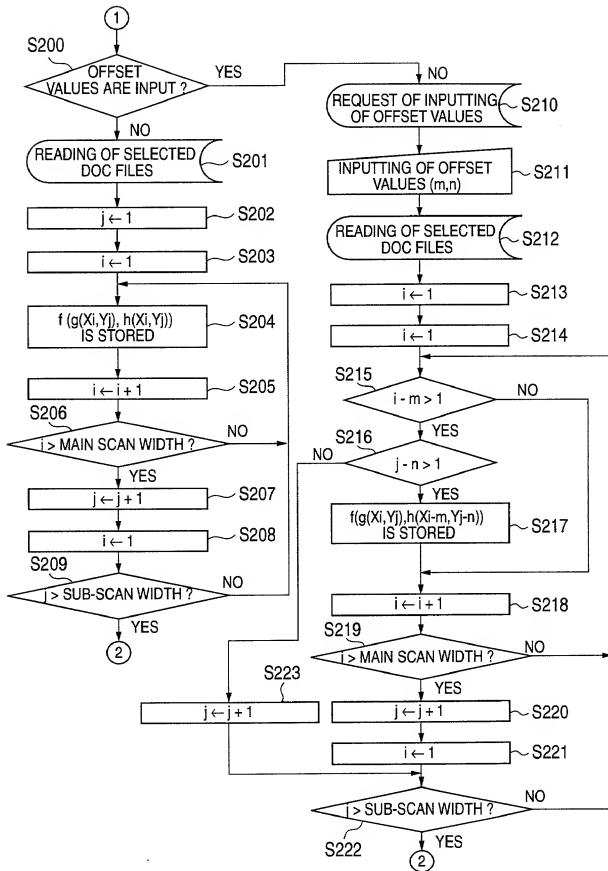 1
S200
OFFSET
VALUES ARE INPUT ?
YES
NO
READING OF SELECTED
DOC FILES
S201
j ← 1
S202
i ← 1
S203
f (g(Xi,Yj), h(Xi,Yj))
IS STORED
S204
i ← i + 1
S205
S206
i > MAIN SCAN WIDTH ?
NO
YES
j ← j + 1
S207
i ← 1
S208
S209
j > SUB-SCAN WIDTH ?
NO
YES
2
NO
REQUEST OF INPUTTING
OF OFFSET VALUES
S210
INPUTTING OF OFFSET
VALUES (m,n)
S211
READING OF SELECTED
DOC FILES
S212
i ← 1
S213
i ← 1
S214
S215
i - m > 1
NO
YES
S216
NO
j - n > 1
YES
f(g(Xi,Yj),h(Xi-m,Yj-n))
IS STORED
S217
i ← i + 1
S218
S219
i > MAIN SCAN WIDTH ?
NO
YES
S223
j ← j + 1
j ← j + 1
S220
i ← 1
S221
j > SUB-SCAN WIDTH ?
NO
S222
YES
2